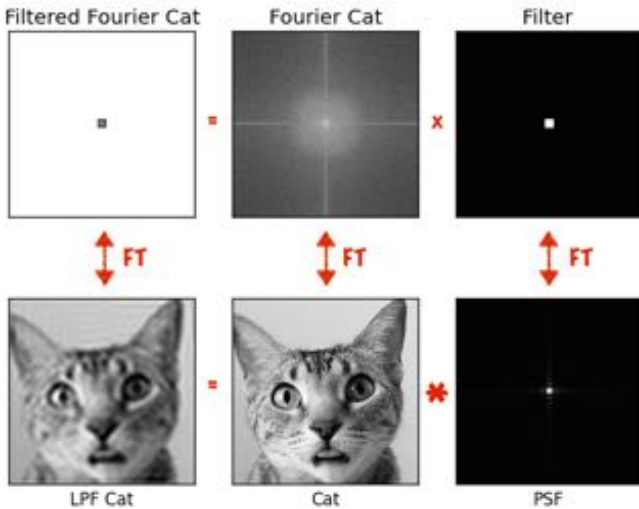 Filtered Fourier Cat
Fourier Cat
Filter
=
x
FT
FT
FT
=
*
LPF Cat
Cat
PSF